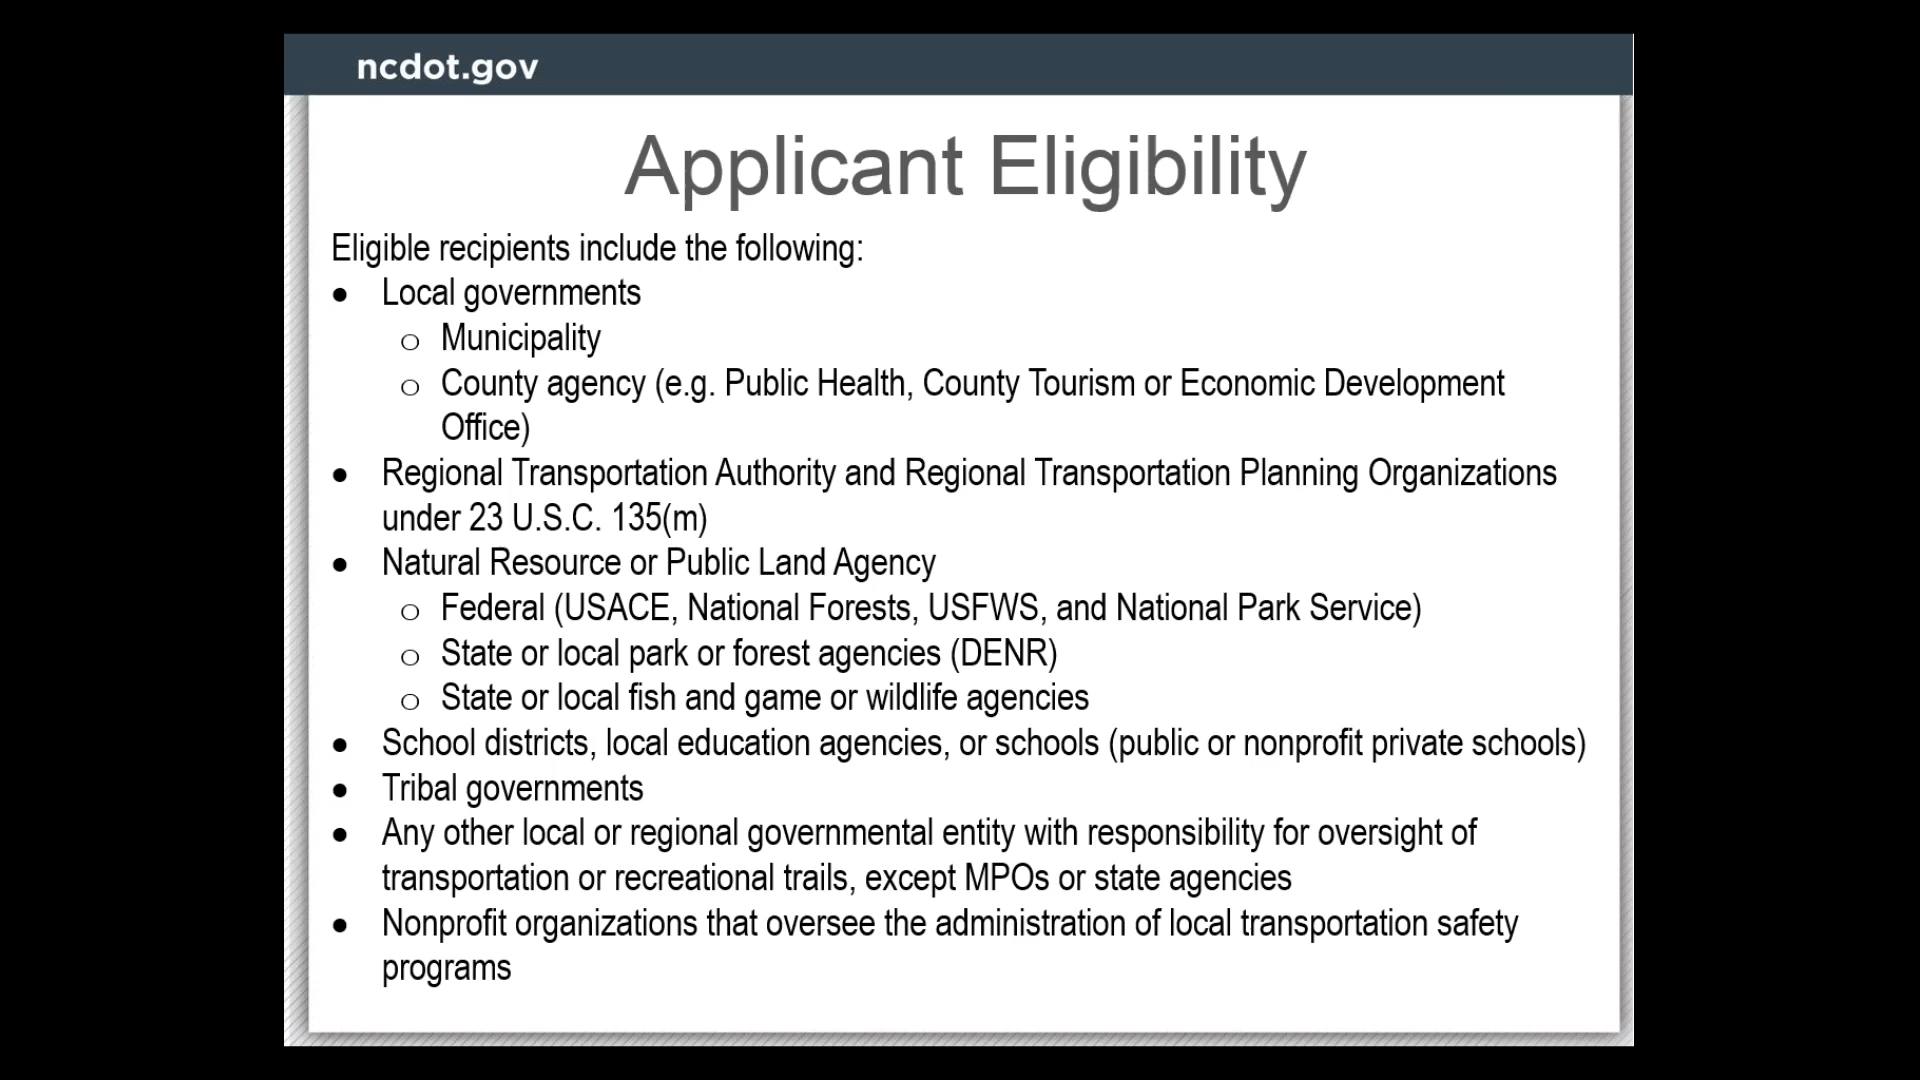 ncdot.gov
Applicant Eligibility
Eligible recipients include the following:
• Local governments
o Municipality
o County agency (e.g. Public Health, County Tourism or Economic Development
Office)
• Regional Transportation Authority and Regional Transportation Planning Organizations
under 23 U.S.C. 135(m)
• Natural Resource or Public Land Agency
o Federal (USACE, National Forests, USFWS, and National Park Service)
o State or local park or forest agencies (DENR)
o State or local fish and game or wildlife agencies
• School districts, local education agencies, or schools (public or nonprofit private schools)
• Tribal governments
• Any other local or regional governmental entity with responsibility for oversight of
transportation or recreational trails, except MPOs or state agencies
• Nonprofit organizations that oversee the administration of local transportation safety
programs